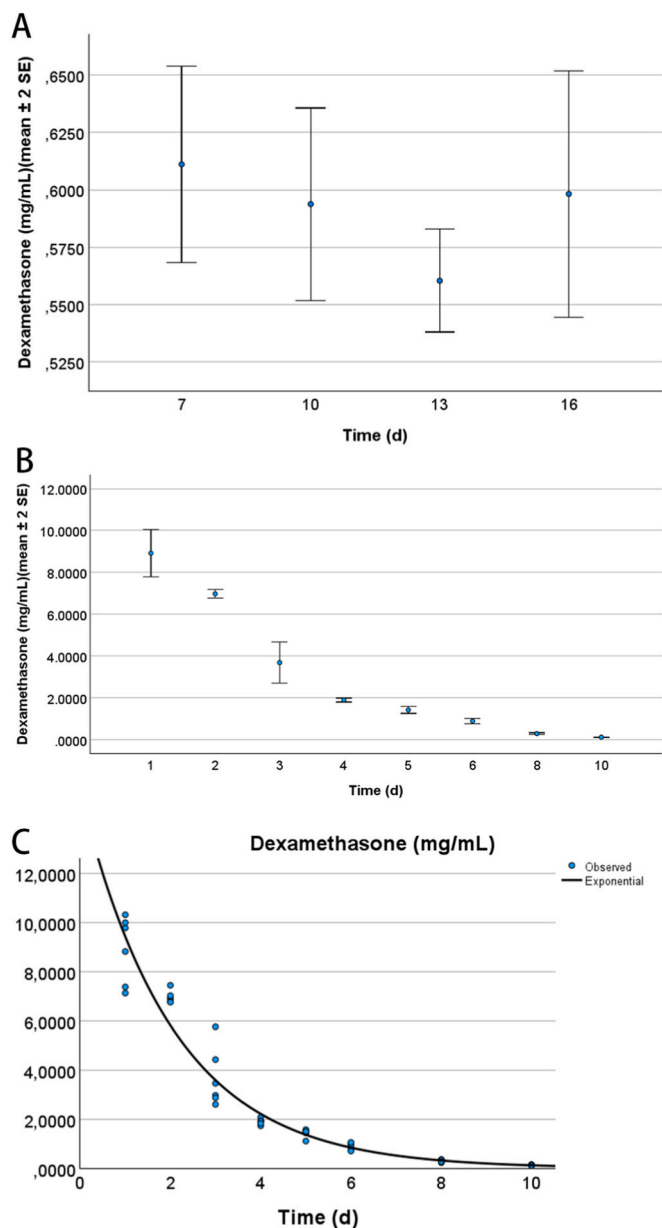 A
Dexamethasone (mg/mL)(mean ± 2 SE)
,6500
,6250
,6000
,5750
,5500
,5250
7 10 13 16
Time (d)
B
Dexamethasone (mg/mL)(mean ± 2 SE)
12.0000
10.0000
8.0000
6.0000
4.0000
2.0000
.0000
1 2 3 4 5 6 8 10
Time (d)
C
Dexamethasone (mg/mL)
Observed
Exponential
12,0000
10,0000
8,0000
6,0000
4,0000
2,0000
,0000
0 2 4 6 8 10
Time (d)